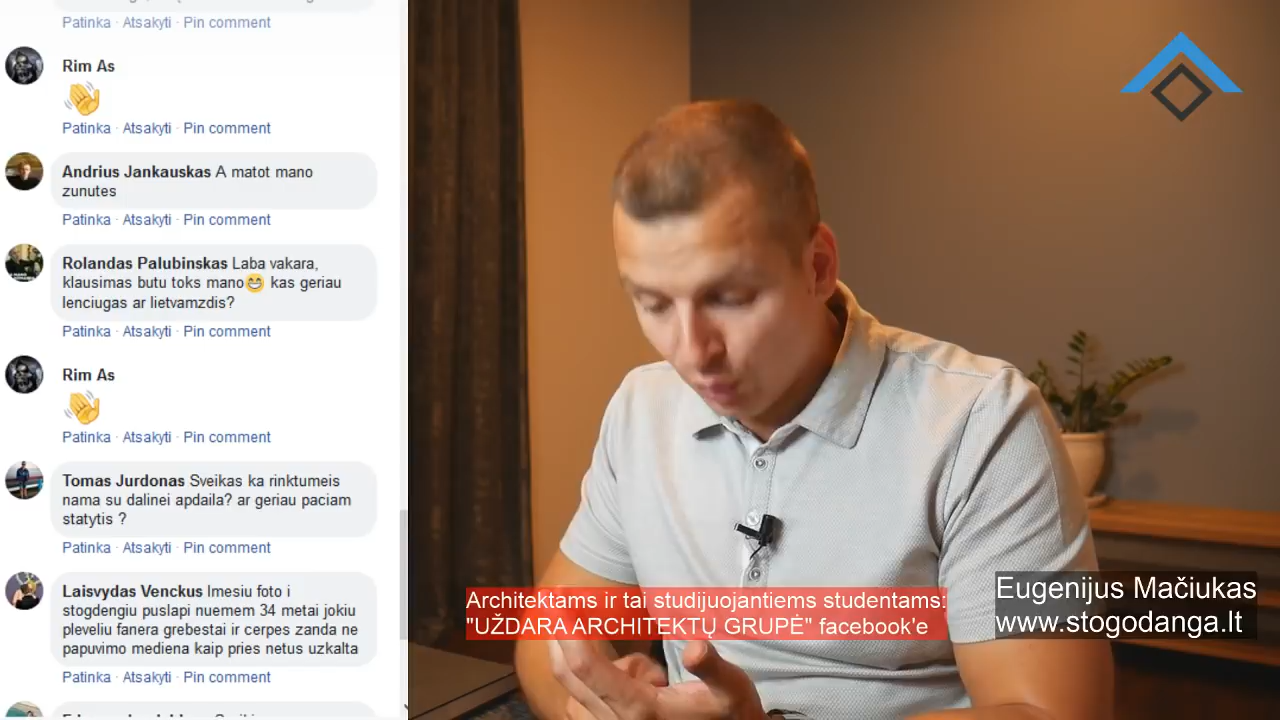 Patinka · Atsakyti · Pin comment
Rim As
Patinka · Atsakyti · Pin comment
Andrius Jankauskas A matot mano
zunutes
Patinka · Atsakyti · Pin comment
Rolandas Palubinskas Laba vakara,
klausimas butu toks mano😁 kas geriau
lenciugas ar lietvamzdis?
Patinka · Atsakyti · Pin comment
Rim As
Patinka · Atsakyti · Pin comment
Tomas Jurdonas Sveikas ka rinktumeis
nama su dalinei apdaila? ar geriau paciam
statytis ?
Patinka · Atsakyti · Pin comment
Laisvydas Venckus Imesiu foto i
stogdengiu puslapi nuemem 34 metai jokiu
pleveliu fanera grebestai ir cerpes zanda ne
papuvimo mediena kaip pries netus uzkalta
Patinka · Atsakyti · Pin comment
Architektams ir tai studijuojantiems studentams:
"UŽDARA ARCHITEKTŲ GRUPĖ" facebook'e
Eugenijus Mačiukas
www.stogodanga.lt